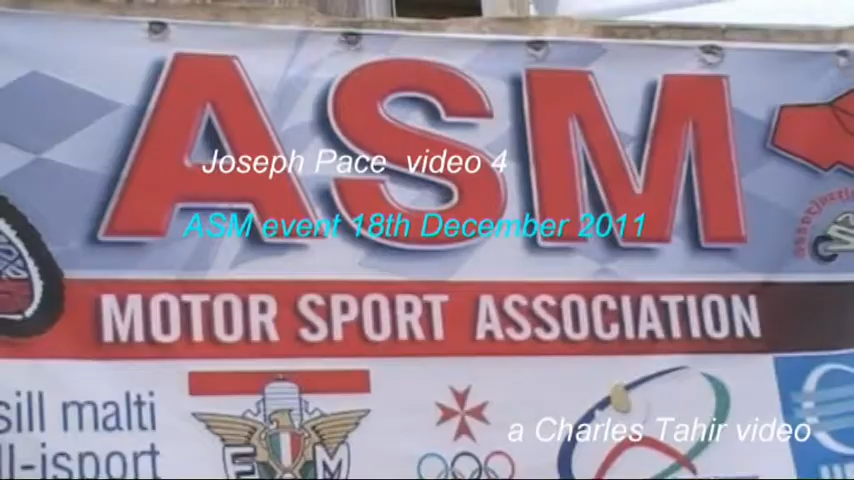 ASM
Joseph Pace video 4
ASM event 18th December 2011
MOTOR SPORT ASSOCIATION
sill malti
ll-isport
a Charles Tahir video